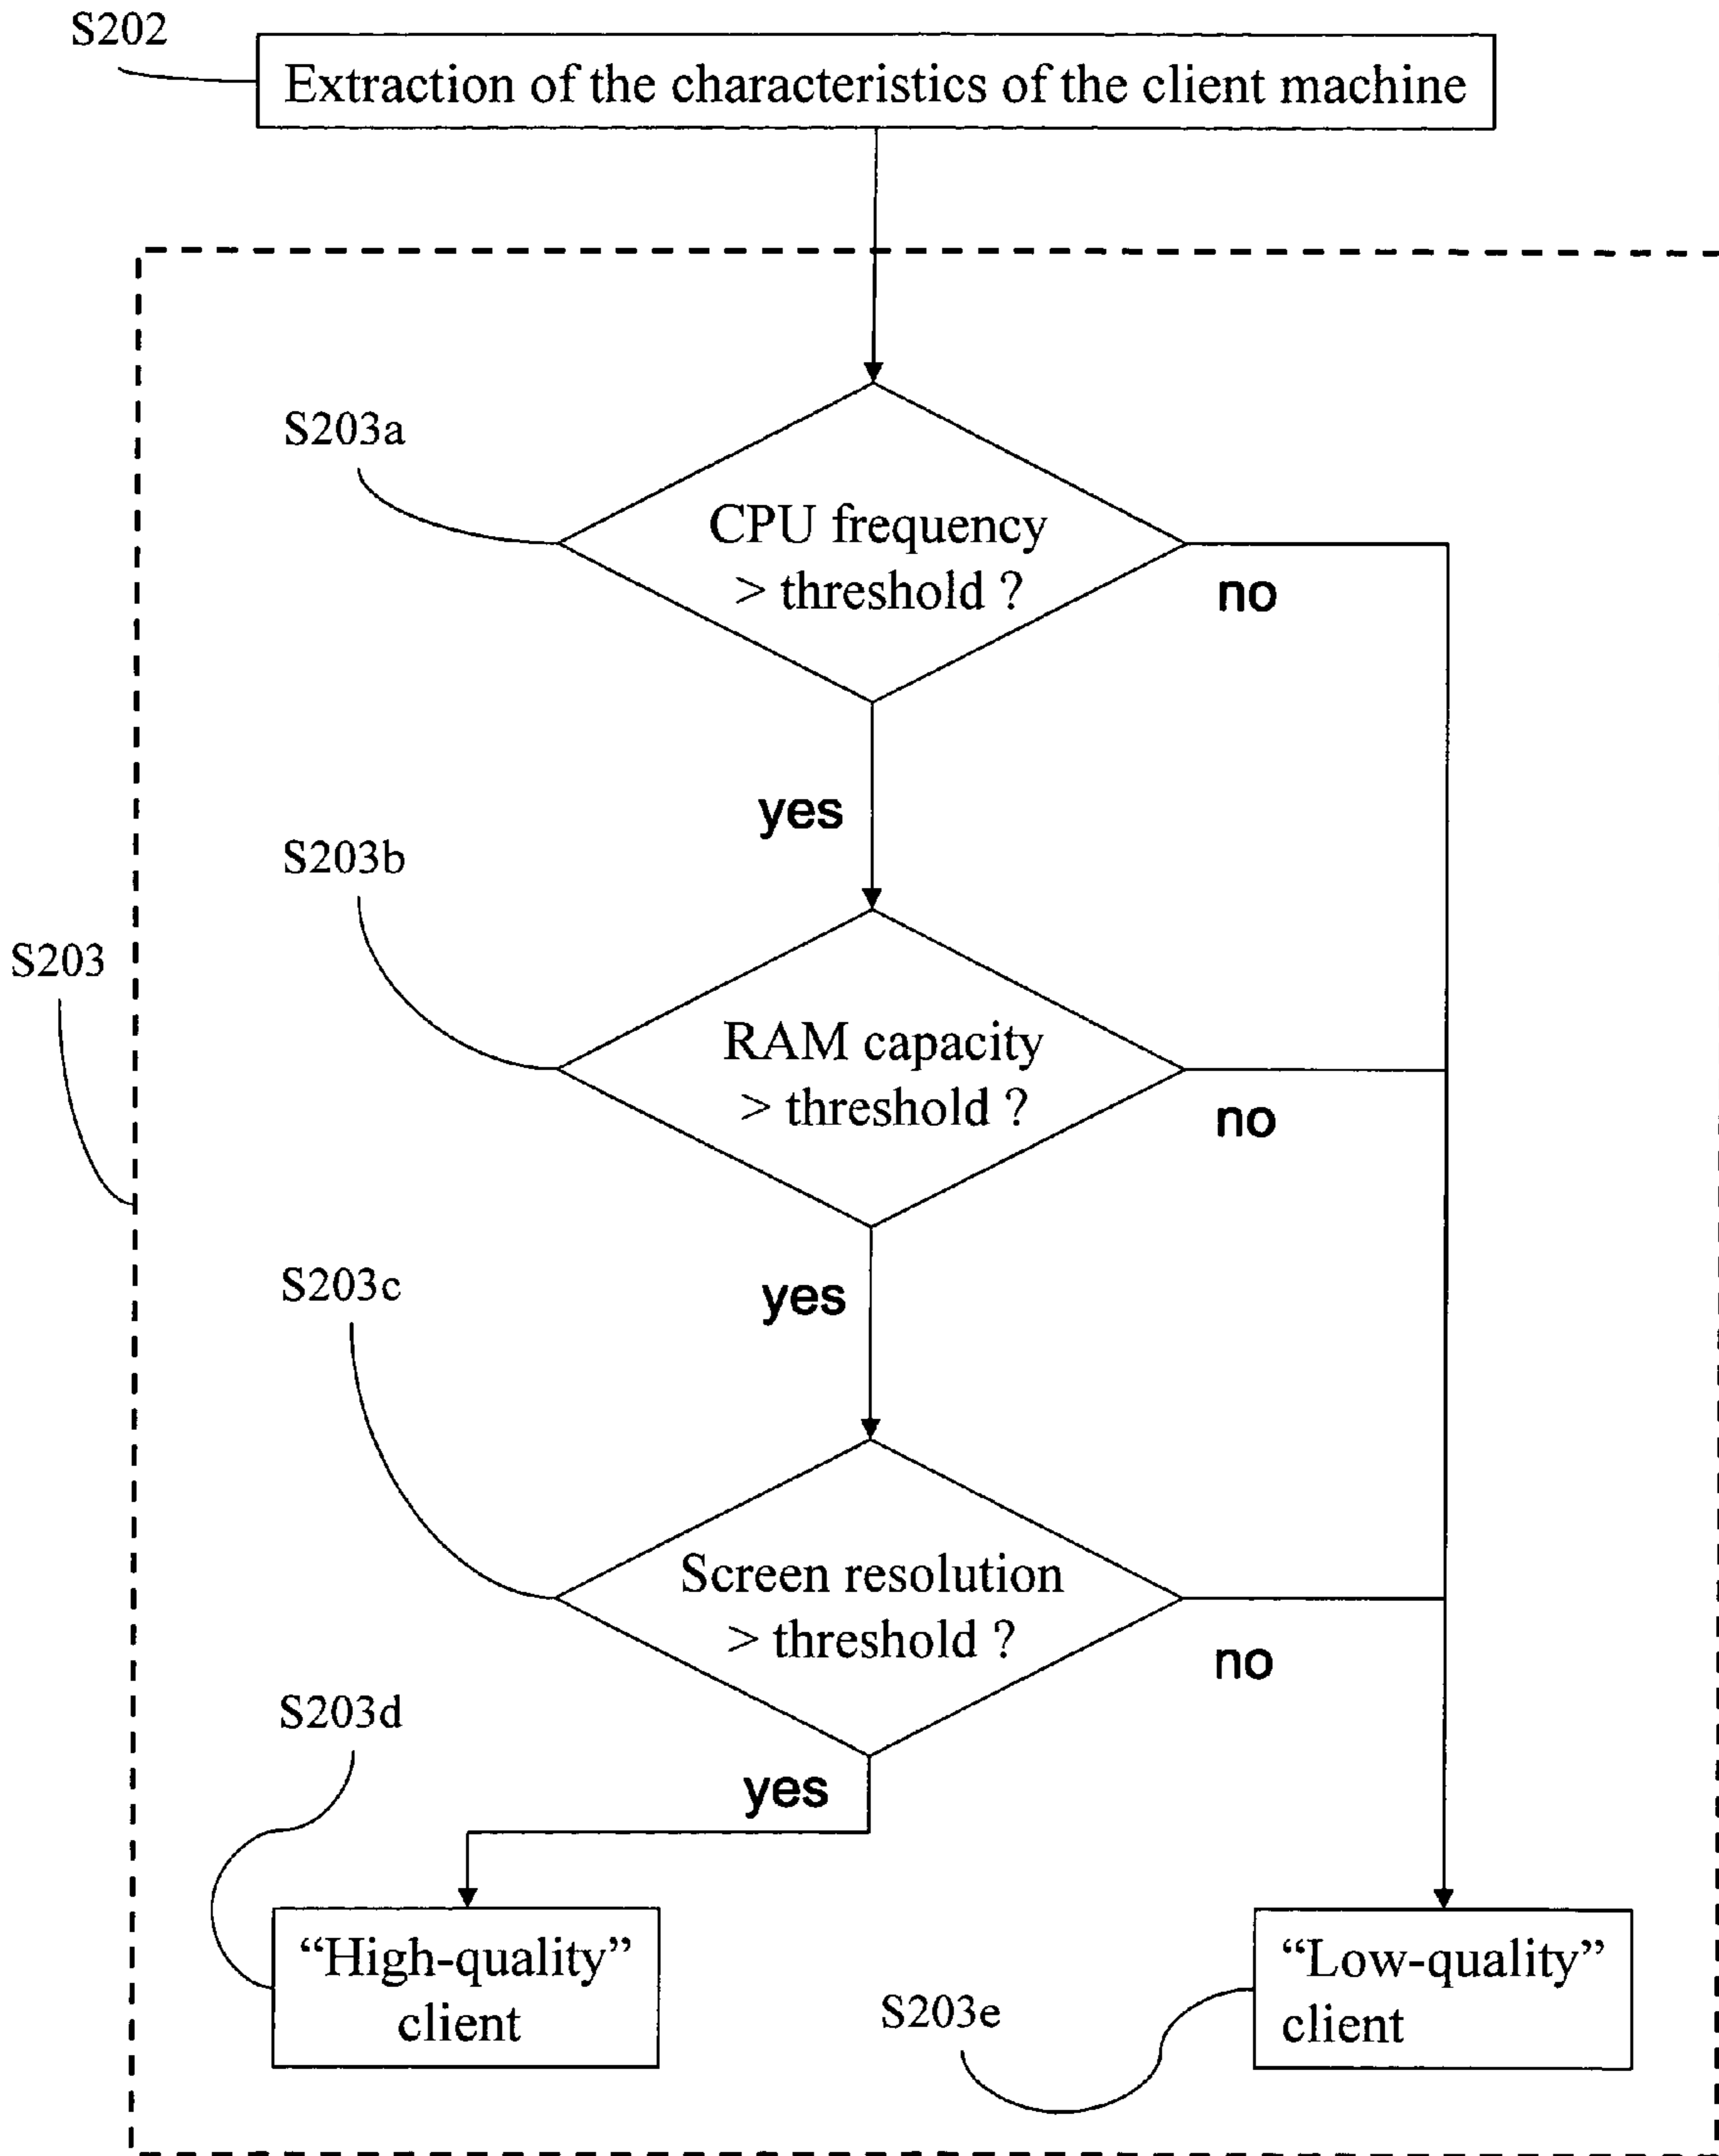 S202
Extraction of the characteristics of the client machine
S203a
CPU frequency
> threshold ?
no
yes
S203b
S203
RAM capacity
> threshold ?
no
yes
S203c
Screen resolution
> threshold ?
no
S203d
yes
“High-quality”
client
“Low-quality”
client
S203e